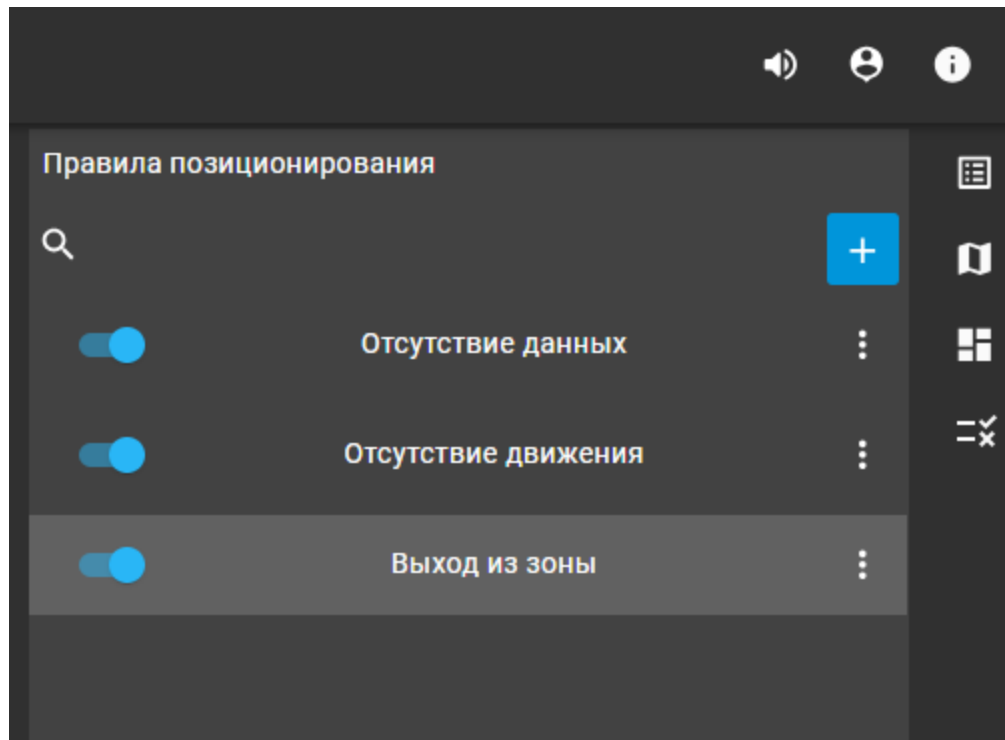 Правила позиционирования
Отсутствие данных
Отсутствие движения
Выход из зоны